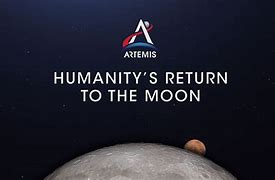 ARTEMIS
HUMANITY'S RETURN
TO THE MOON